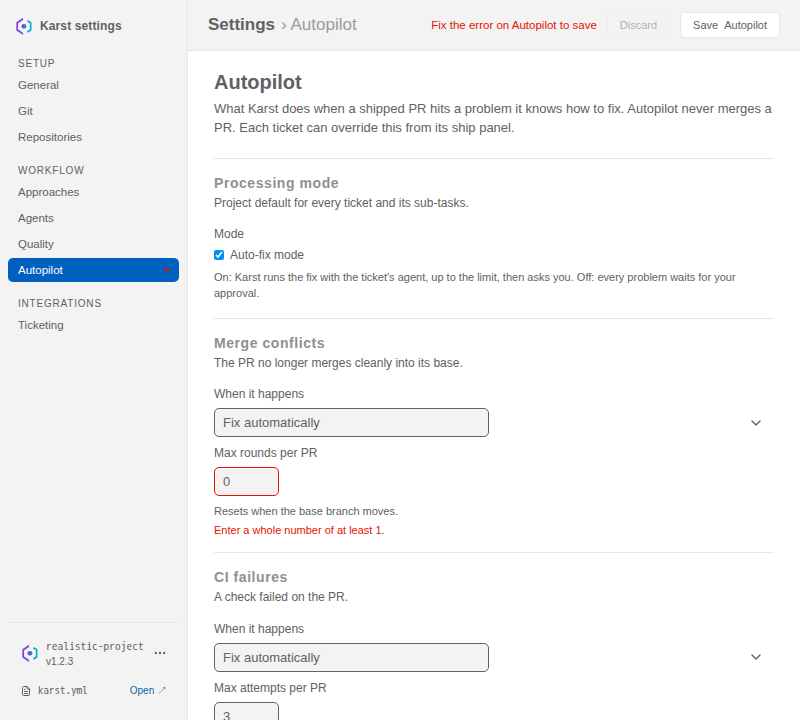 Karst settings
SETUP
General
Git
Repositories
WORKFLOW
Approaches
Agents
Quality
Autopilot
INTEGRATIONS
Ticketing
realistic-project
v1.2.3
karst.yml
Open ↗
Settings › Autopilot
Fix the error on Autopilot to save
Discard
Save Autopilot
Autopilot
What Karst does when a shipped PR hits a problem it knows how to fix. Autopilot never merges a
PR. Each ticket can override this from its ship panel.
Processing mode
Project default for every ticket and its sub-tasks.
Mode
Auto-fix mode
On: Karst runs the fix with the ticket's agent, up to the limit, then asks you. Off: every problem waits for your
approval.
Merge conflicts
The PR no longer merges cleanly into its base.
When it happens
Fix automatically
Max rounds per PR
0
Resets when the base branch moves.
Enter a whole number of at least 1.
CI failures
A check failed on the PR.
When it happens
Fix automatically
Max attempts per PR
3